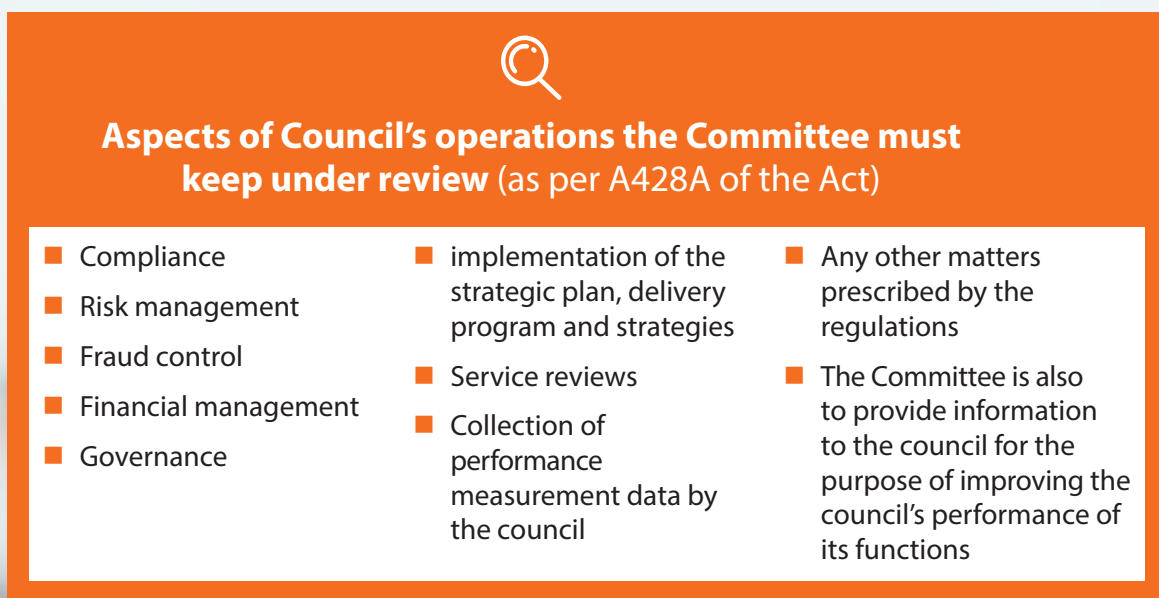 Aspects of Council's operations the Committee must
keep under review (as per A428A of the Act)
Compliance
Risk management
Fraud control
Financial management
Governance
implementation of the
strategic plan, delivery
program and strategies
Service reviews
Collection of
performance
measurement data by
the council
Any other matters
prescribed by the
regulations
The Committee is also
to provide information
to the council for the
purpose of improving the
council's performance of
its functions